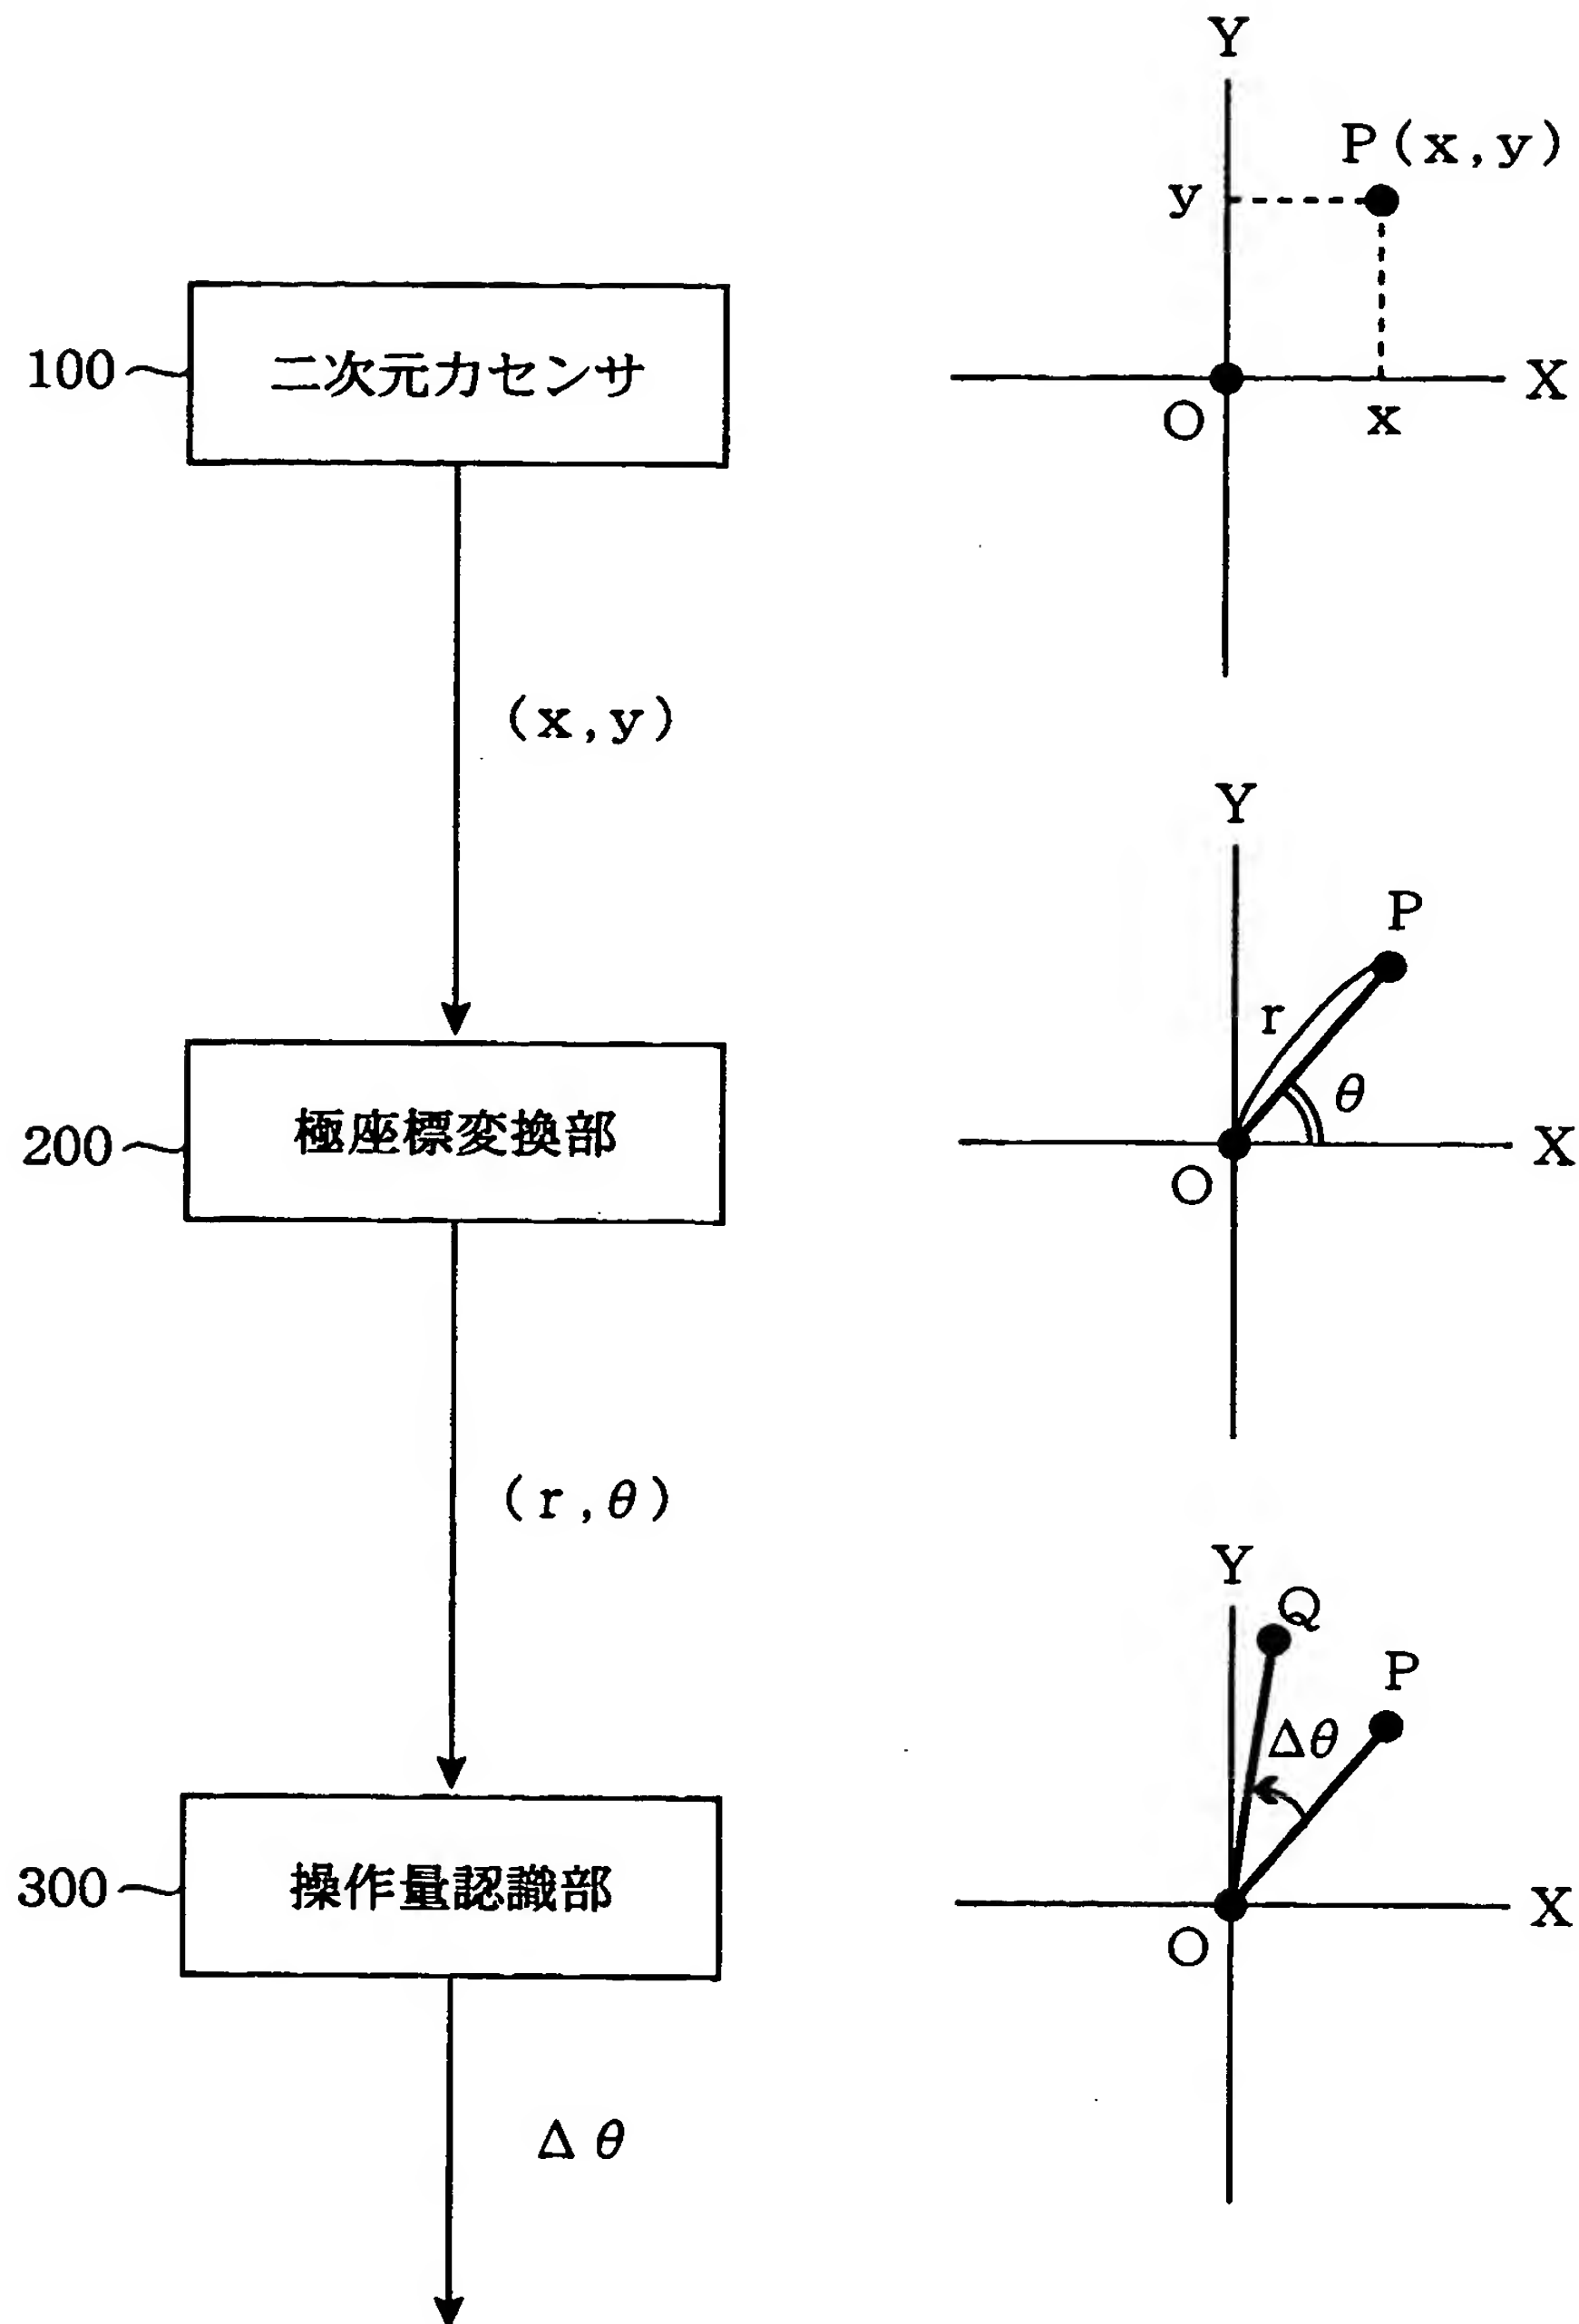 100
二次元力センサ
(x,y)
200
極座標変換部
(r,θ)
300
操作量認識部
Δθ
Y
P(x,y)
y
X
O
x
Y
P
r
θ
X
O
Y
Q
P
Δθ
X
O